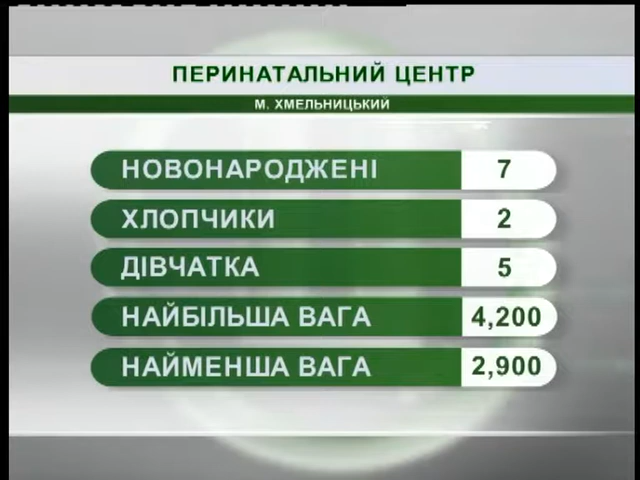 ПЕРИНАТАЛЬНИЙ ЦЕНТР
М. ХМЕЛЬНИЦЬКИЙ
НОВОНАРОДЖЕНІ 7
ХЛОПЧИКИ 2
ДІВЧАТКА 5
НАЙБІЛЬША ВАГА 4,200
НАЙМЕНША ВАГА 2,900